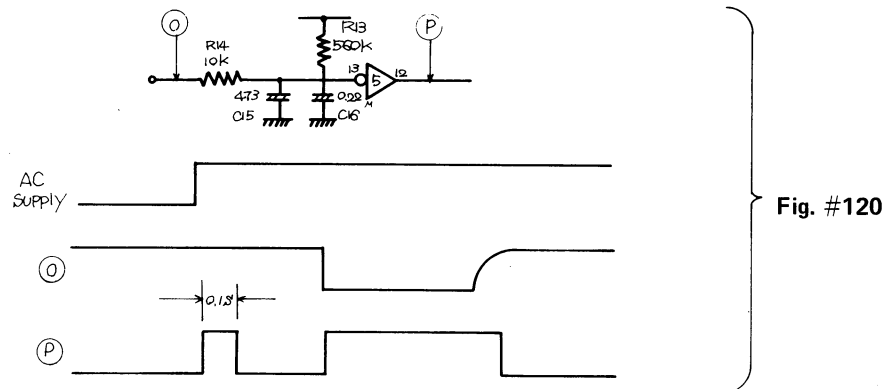 O
P
R13
560k
R14
10k
13
5
12
473
C15
0.22
M
C16
AC
SUPPLY
O
0.1S
P
Fig. #120